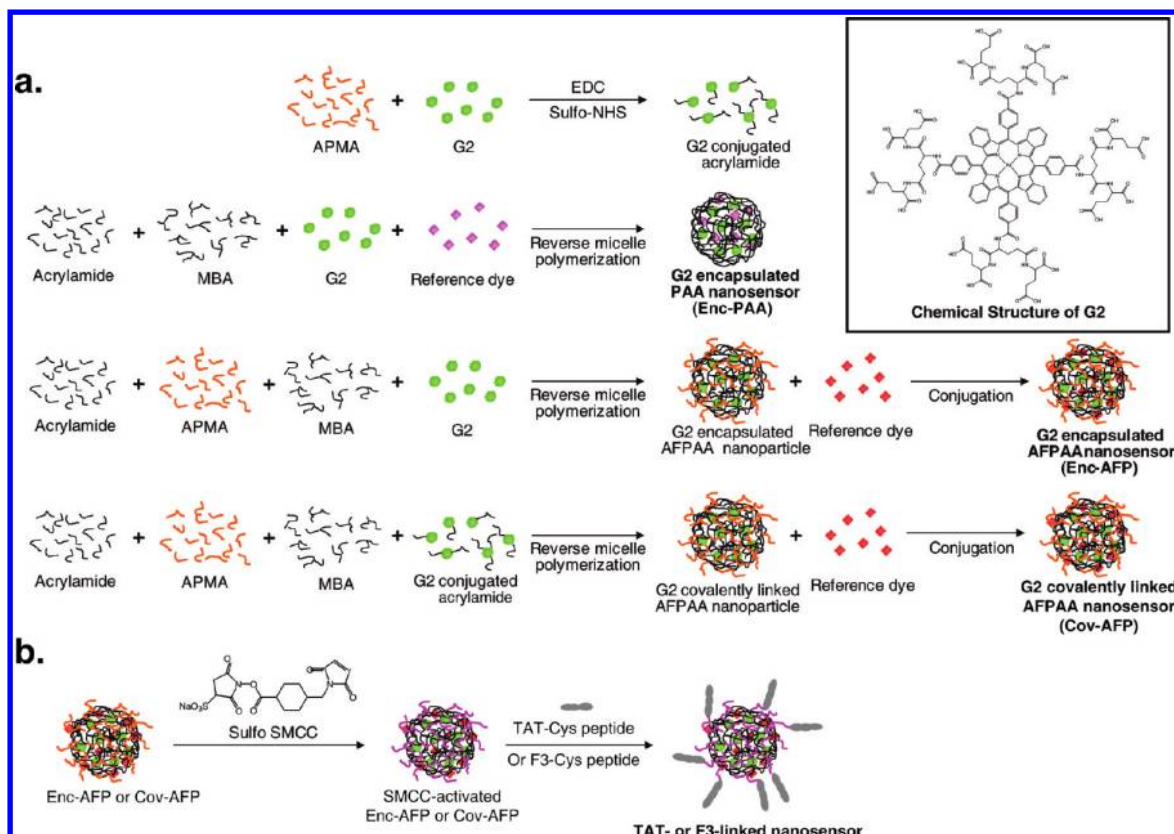 a.
+
EDC
Sulfo-NHS
APMA
G2
G2 conjugated
acrylamide
+
+
+
Reverse micelle
polymerization
Acrylamide
MBA
G2
Reference dye
G2 encapsulated
PAA nanosensor
(Enc-PAA)
Chemical Structure of G2
+
+
+
Reverse micelle
polymerization
+
Conjugation
Acrylamide
APMA
MBA
G2
G2 encapsulated
AFPAA nanoparticle
Reference dye
G2 encapsulated
AFPAA nanosensor
(Enc-AFP)
+
+
+
Reverse micelle
polymerization
+
Conjugation
Acrylamide
APMA
MBA
G2 conjugated
acrylamide
G2 covalently linked
AFPAA nanoparticle
Reference dye
G2 covalently linked
AFPAA nanosensor
(Cov-AFP)
b.
NaO₃S
Sulfo SMCC
TAT-Cys peptide
Or F3-Cys peptide
Enc-AFP or Cov-AFP
SMCC-activated
Enc-AFP or Cov-AFP
TAT- or F3-linked nanosensor